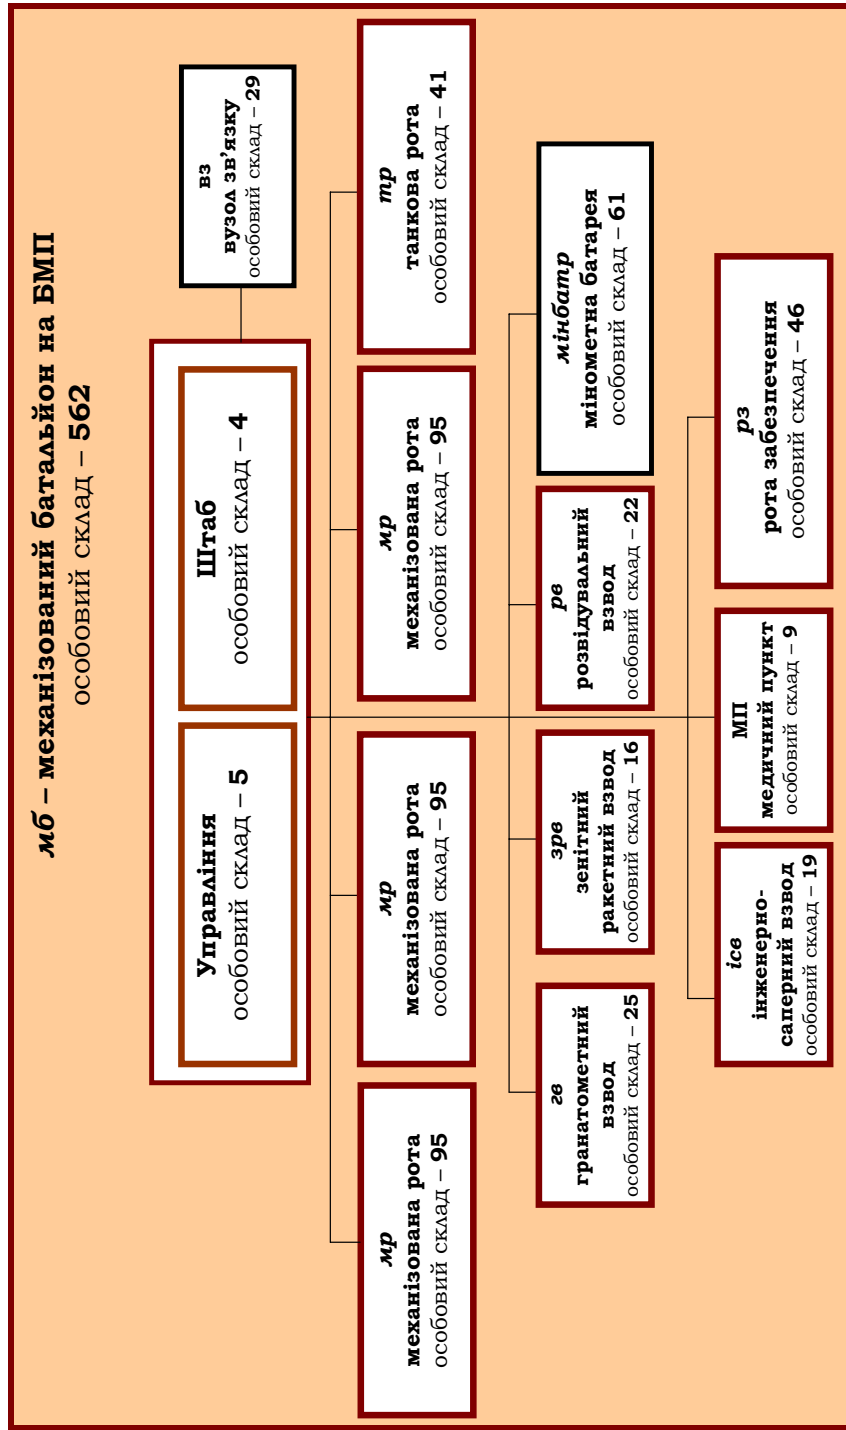 мб – механізований батальйон на БМП
особовий склад – 562
Управління
особовий склад – 5
Штаб
особовий склад – 4
вз
вузол зв'язку
особовий склад – 29
мр
механізована рота
особовий склад – 95
мр
механізована рота
особовий склад – 95
мр
механізована рота
особовий склад – 95
тр
танкова рота
особовий склад – 41
гв
гранатометний
взвод
особовий склад – 25
зрв
зенітний
ракетний взвод
особовий склад – 16
рв
розвідувальний
взвод
особовий склад – 22
мінбатр
мінометна батарея
особовий склад – 61
ісв
інженерно-
саперний взвод
особовий склад – 19
МП
медичний пункт
особовий склад – 9
рз
рота забезпечення
особовий склад – 46